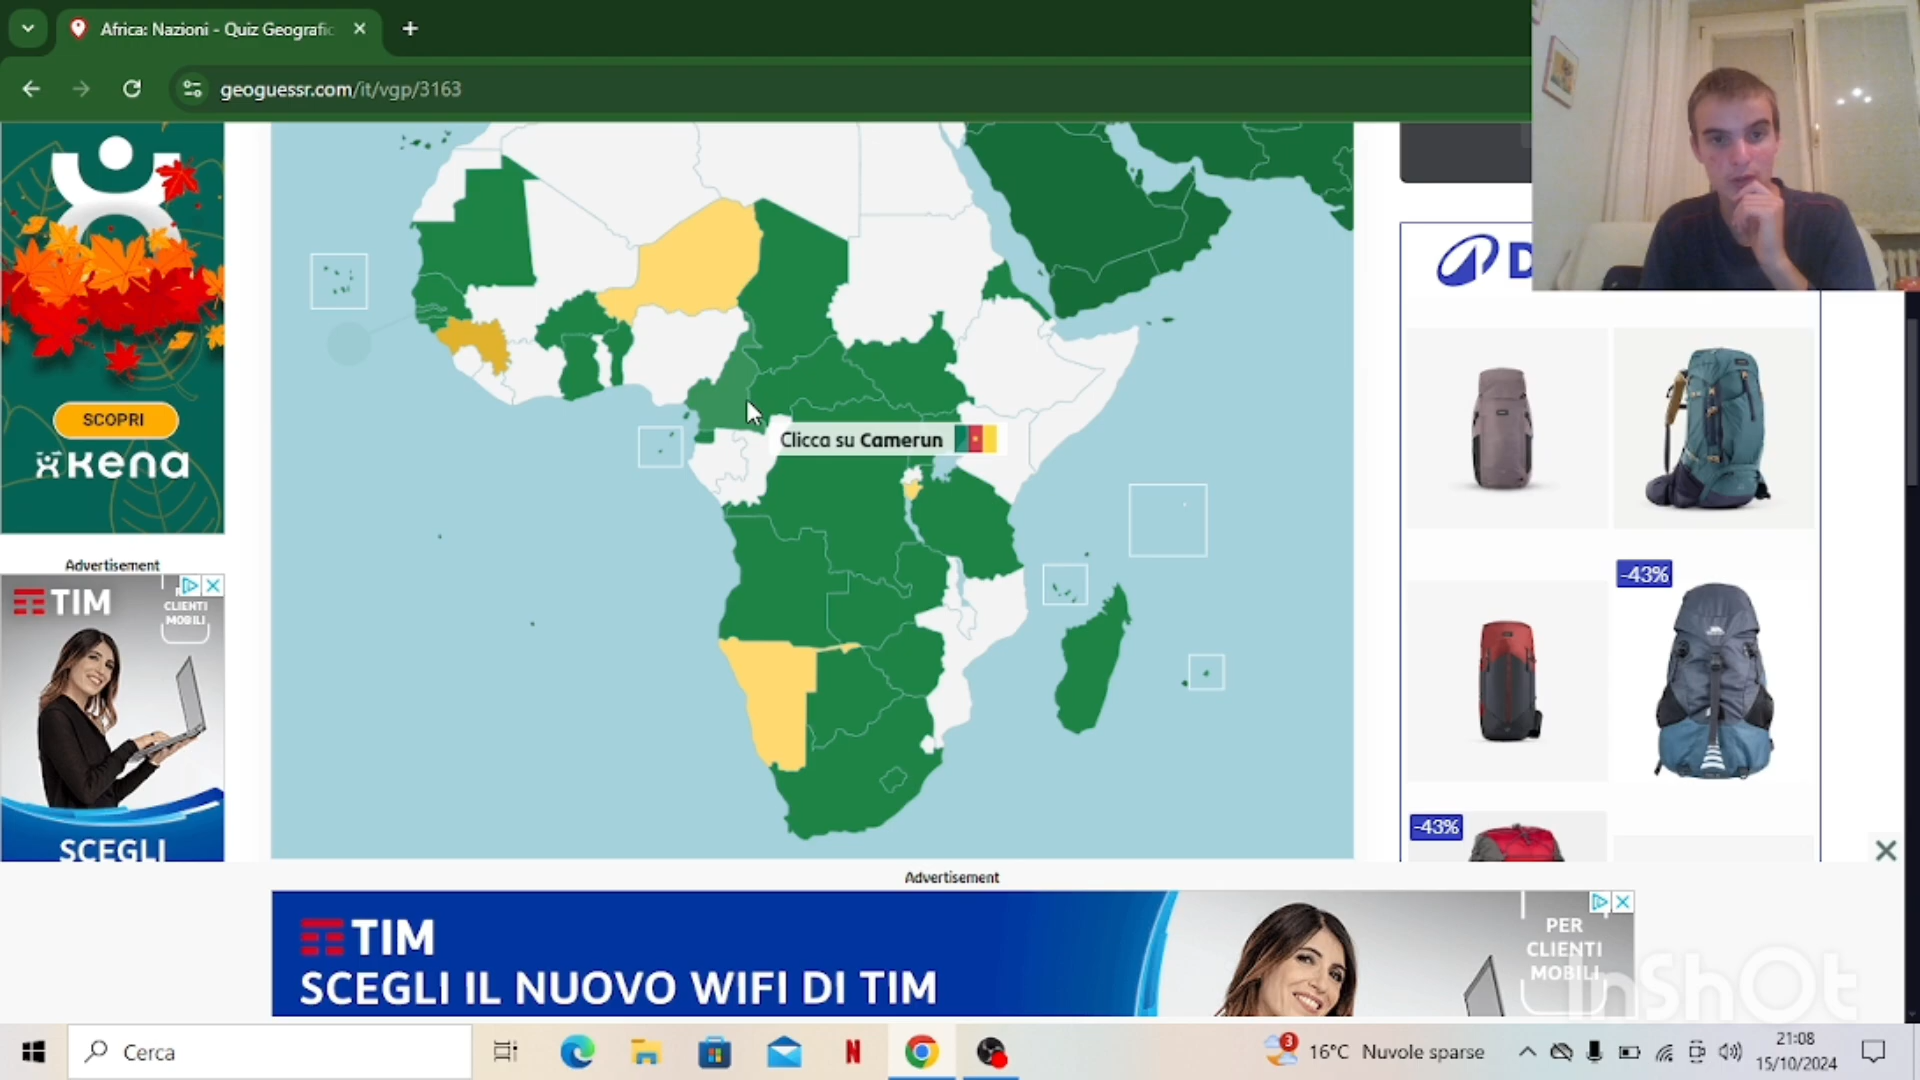 Africa: Nazioni - Quiz Geografic
geoguessr.com/it/vgp/3163
SCOPRI
Kena
Advertisement
TIM
CLIENTI
MOBILI
SCEGLI
Clicca su Camerun
D
-43%
-43%
Advertisement
TIM
SCEGLI IL NUOVO WIFI DI TIM
PER
CLIENTI
MOBILI
InShOt
Cerca
N
3
16°C Nuvole sparse
21:08
15/10/2024